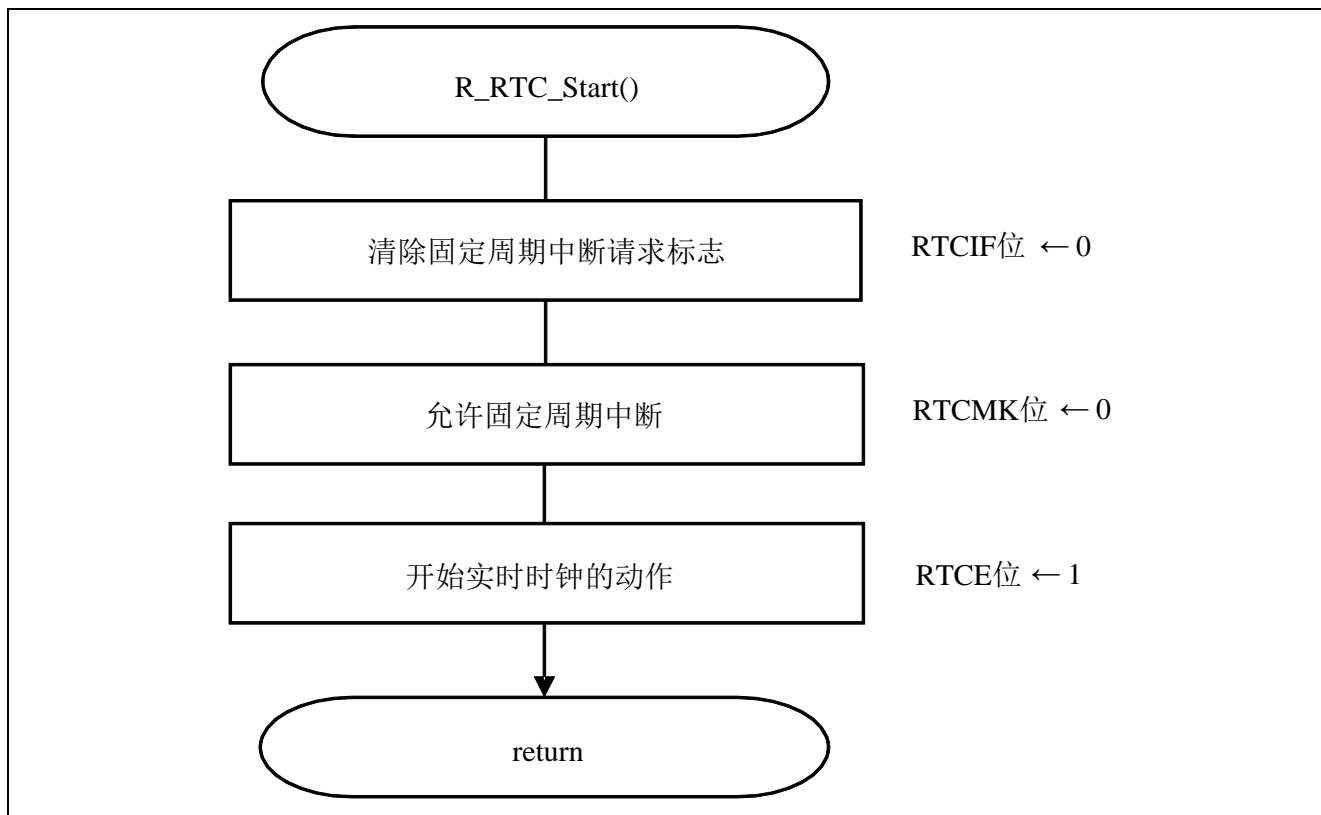 R_RTC_Start()
清除固定周期中断请求标志
RTCIF位 ← 0
允许固定周期中断
RTCMK位 ← 0
开始实时时钟的动作
RTCE位 ← 1
return